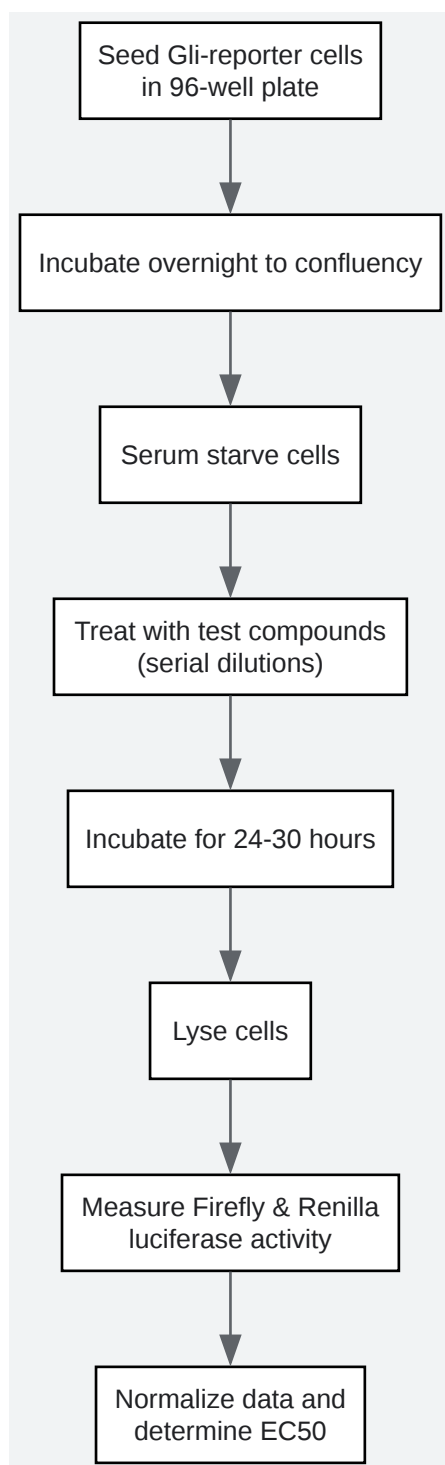 Seed Gli-reporter cells
in 96-well plate
Incubate overnight to confluency
Serum starve cells
Treat with test compounds
(serial dilutions)
Incubate for 24-30 hours
Lyse cells
Measure Firefly & Renilla
luciferase activity
Normalize data and
determine EC50